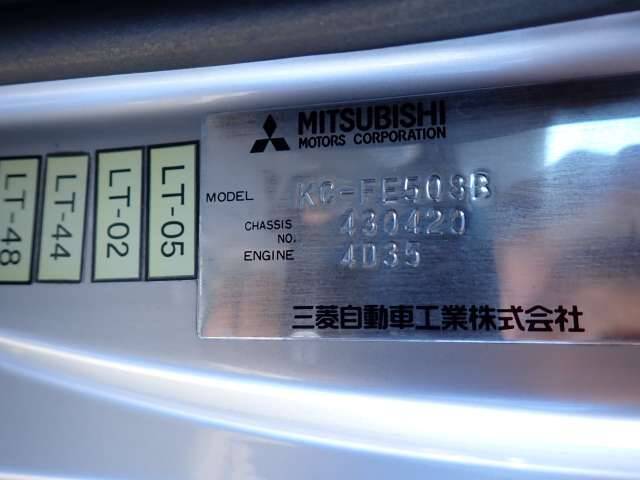 MITSUBISHI
MOTORS CORPORATION
MODEL KC-FE508B
CHASSIS NO. 430420
ENGINE 4D35
三菱自動車工業株式会社
LT-48
LT-44
LT-02
LT-05